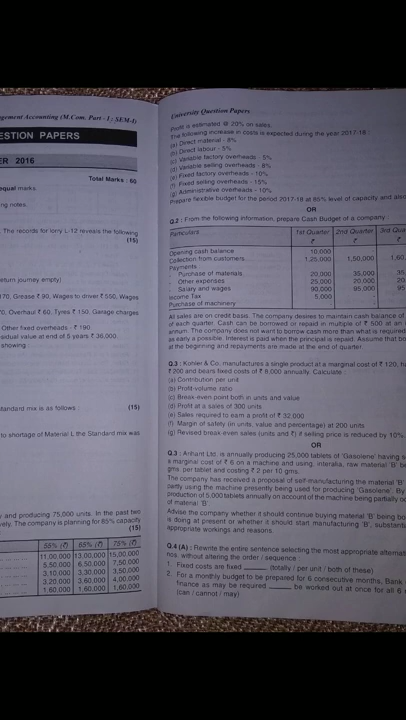 gement Accounting (M.Com. Part - I : SEM-I)
ESTION PAPERS
ER 2016
Total Marks : 60
equal marks.
ng notes.
The records for lorry L-12 reveals the following
(15)
eturn journey empty)
170, Grease ₹ 90, Wages to driver ₹ 550, Wages
0, Overhaul ₹ 60, Tyres ₹ 150, Garage charges
Other fixed overheads - ₹ 190
esidual value at end of 5 years ₹ 36,000.
showing
tandard mix is as follows : (15)
to shortage of Material L the Standard mix was
y and producing 75,000 units. In the past two
vely. The company is planning for 85% capacity
(15)
55% (₹) 65% (₹) 75% (₹)
11,00,000 13,00,000 15,00,000
5,50,000 6,50,000 7,50,000
3,10,000 3,30,000 3,50,000
3,20,000 3,60,000 4,00,000
1,60,000 1,60,000 1,60,000
University Question Papers
Profit is estimated @ 20% on sales.
The following increase in costs is expected during the year 2017-18 :
(a) Direct material - 8%
(b) Direct labour - 5%
(c) Variable factory overheads - 5%
(d) Variable selling overheads - 8%
(e) Fixed factory overheads - 10%
(f) Fixed selling overheads - 15%
(g) Administrative overheads - 10%
Prepare flexible budget for the period 2017-18 at 85% level of capacity and also
OR
Q.2 : From the following information, prepare Cash Budget of a company :
Particulars 1st Quarter 2nd Quarter 3rd Qua
₹ ₹ ₹
Opening cash balance 10,000
Collection from customers 1,25,000 1,50,000 1,60
Payments
- Purchase of materials 20,000 35,000 35
- Other expenses 25,000 20,000 20
- Salary and wages 90,000 95,000 95
Income Tax 5,000
Purchase of machinery
All sales are on credit basis. The company desires to maintain cash balance of
of each quarter. Cash can be borrowed or repaid in multiple of ₹ 500 at an
annum. The company does not want to borrow cash more than what is required
as early a possible. Interest is paid when the principal is repaid. Assume that bo
at the beginning and repayments are made at the end of quarter.
Q.3 : Kohler & Co. manufactures a single product at a marginal cost of ₹ 120,
₹ 200 and bears fixed costs of ₹ 8,000 annually. Calculate :
(a) Contribution per unit
(b) Profit-volume ratio
(c) Break even point both in units and value
(d) Profit at a sales of 300 units
(e) Sales required to earn a profit of ₹ 32,000
(f) Margin of safety (in units, value and percentage) at 200 units
(g) Revised break even sales (units and ₹) if selling price is reduced by 10%
OR
Q.3 : Arihant Ltd. is annually producing 25,000 tablets of 'Gasolene' having s
a marginal cost of ₹ 6 on a machine and using, interalia, raw material 'B' be
gms. per tablet and costing ₹ 2 per 10 gms.
The company has received a proposal of self-manufacturing the material 'B'
partly using the machine presently being used for producing 'Gasolene'. By
production of 5,000 tablets annually on account of the machine being partially re
of material 'B'.
Advise the company whether it should continue buying material 'B' being bo
is doing at present or whether it should start manufacturing 'B', substantia
appropriate workings and reasons.
Q.4 (A) : Rewrite the entire sentence selecting the most appropriate alternat
nos. without altering the order / sequence
1. Fixed costs are fixed ______ (totally / per unit / both of these)
2. For a monthly budget to be prepared for 6 consecutive months, Bank
finance as may be required ______ be worked out at once for all 6
(can / cannot / may)